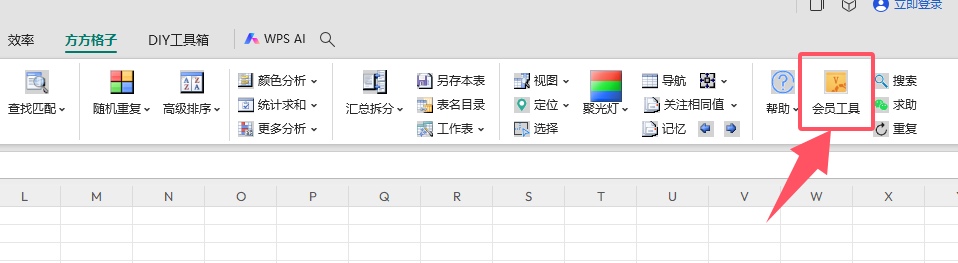 立即登录
效率 方方格子 DIY工具箱 WPS AI
查找匹配 随机重复 高级排序 颜色分析 统计求和 更多分析 汇总拆分 另存本表 表名目录 工作表 视图 定位 选择 聚光灯 导航 关注相同值 记忆 帮助 会员工具 搜索 求助 重复
L M N O P Q R S T U V W X